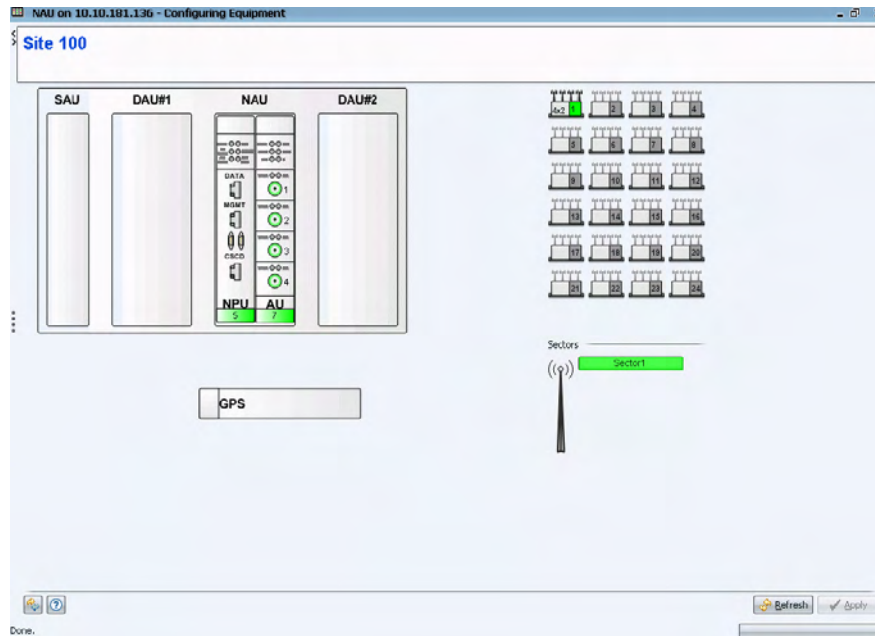 NAU on 10.10.181.136 - Configuring Equipment
Site 100
SAU DAU#1 NAU DAU#2
DATA
1
MGMT
2
CSCD
3
4
NPU AU
5 7
GPS
4x2 1 2 3 4
5 6 7 8
9 10 11 12
13 14 15 16
17 18 19 20
21 22 23 24
Sectors
Sector1
Refresh Apply
Done.